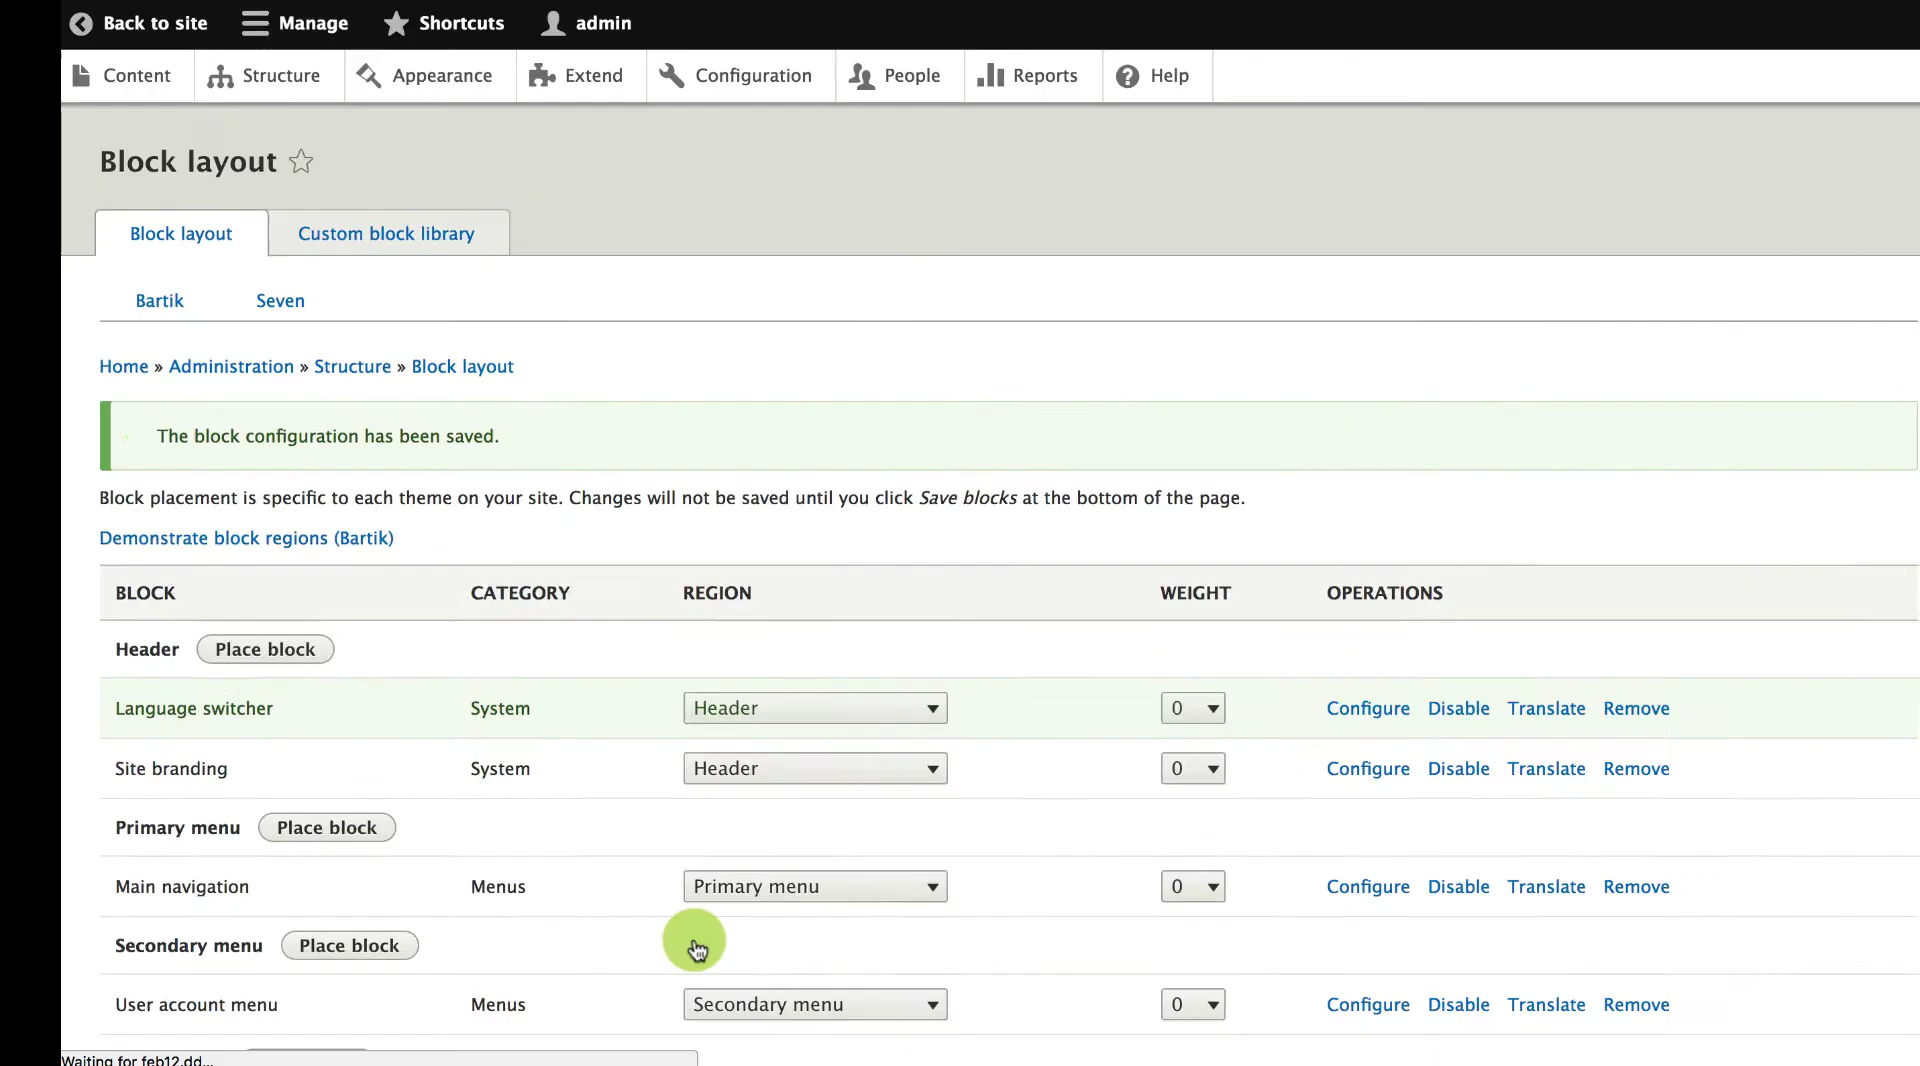 Back to site Manage Shortcuts admin
Content Structure Appearance Extend Configuration People Reports Help
Block layout
Block layout Custom block library
Bartik Seven
Home » Administration » Structure » Block layout
The block configuration has been saved.
Block placement is specific to each theme on your site. Changes will not be saved until you click Save blocks at the bottom of the page.
Demonstrate block regions (Bartik)
BLOCK CATEGORY REGION WEIGHT OPERATIONS
Header Place block
Language switcher System Header 0 Configure Disable Translate Remove
Site branding System Header 0 Configure Disable Translate Remove
Primary menu Place block
Main navigation Menus Primary menu 0 Configure Disable Translate Remove
Secondary menu Place block
User account menu Menus Secondary menu 0 Configure Disable Translate Remove
Waiting for feb12.dd...